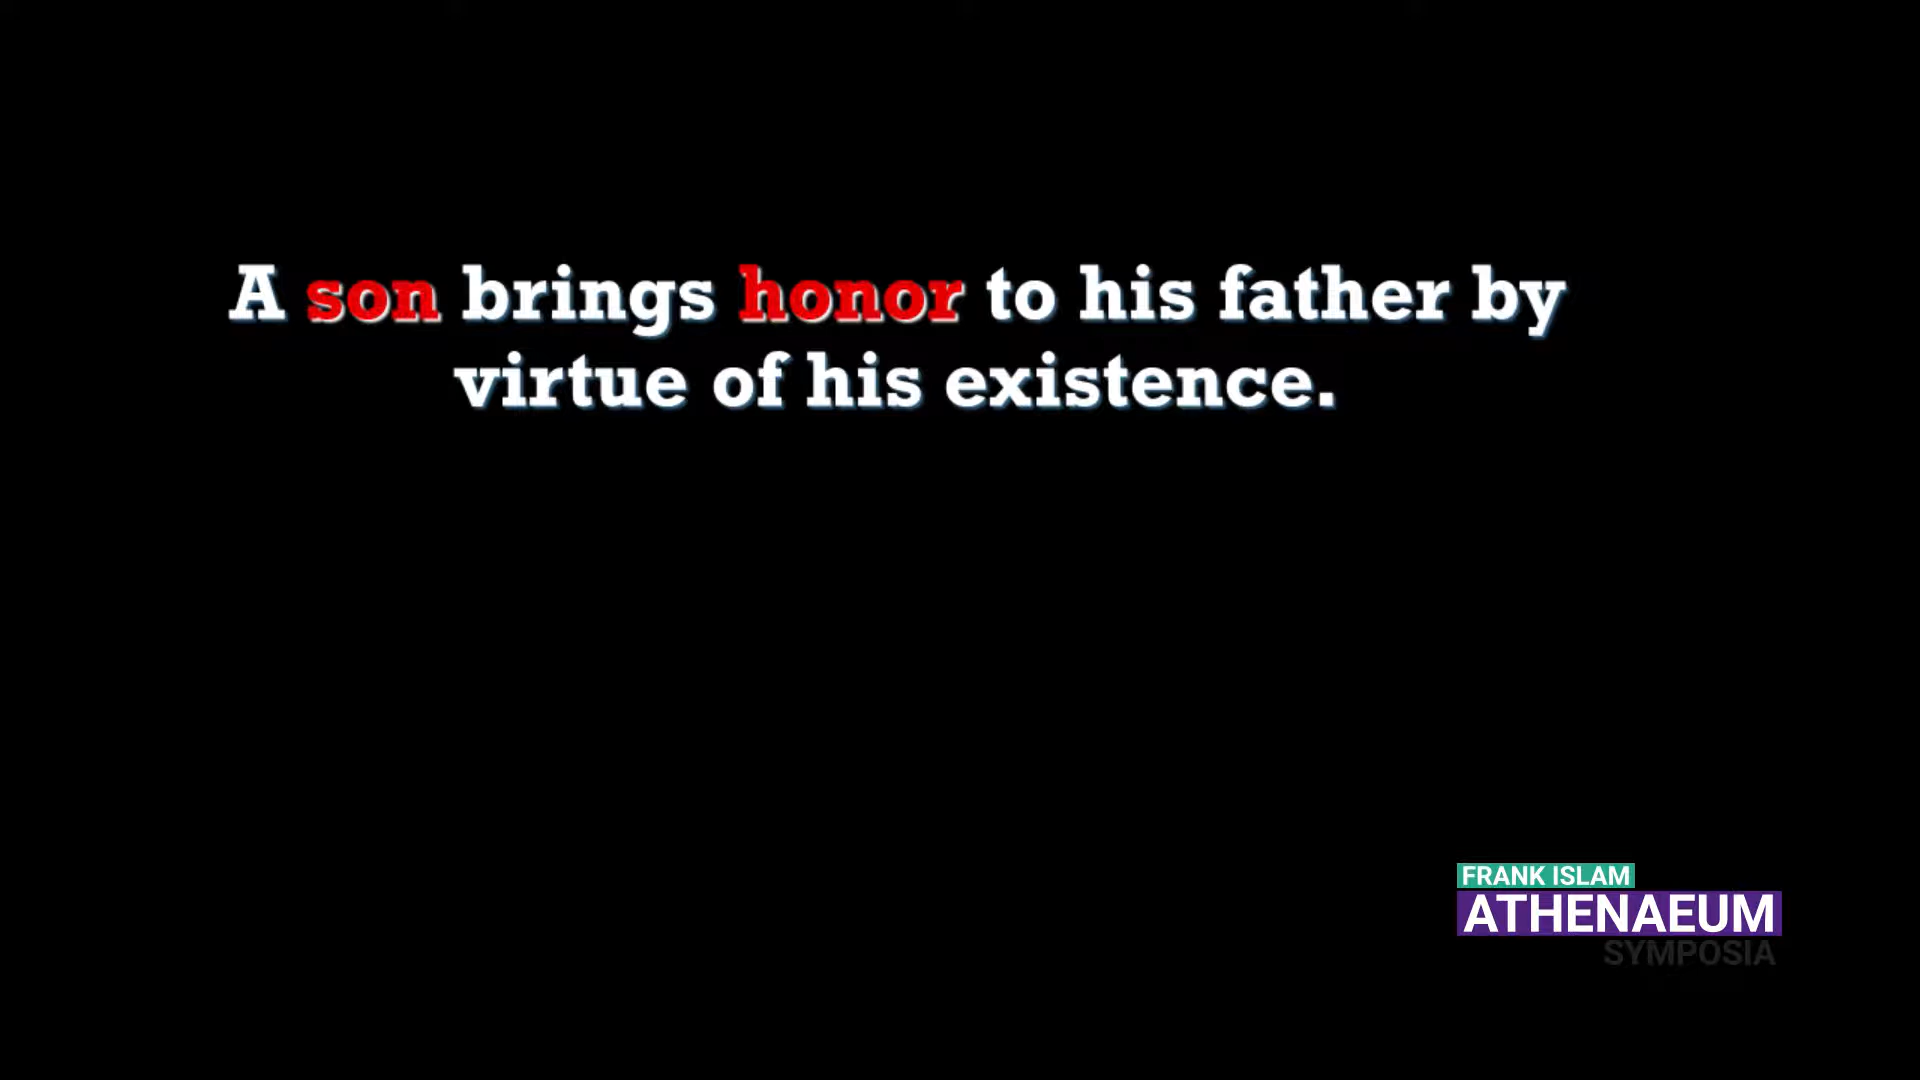 A son brings honor to his father by
virtue of his existence.
FRANK ISLAM
ATHENAEUM
SYMPOSIA